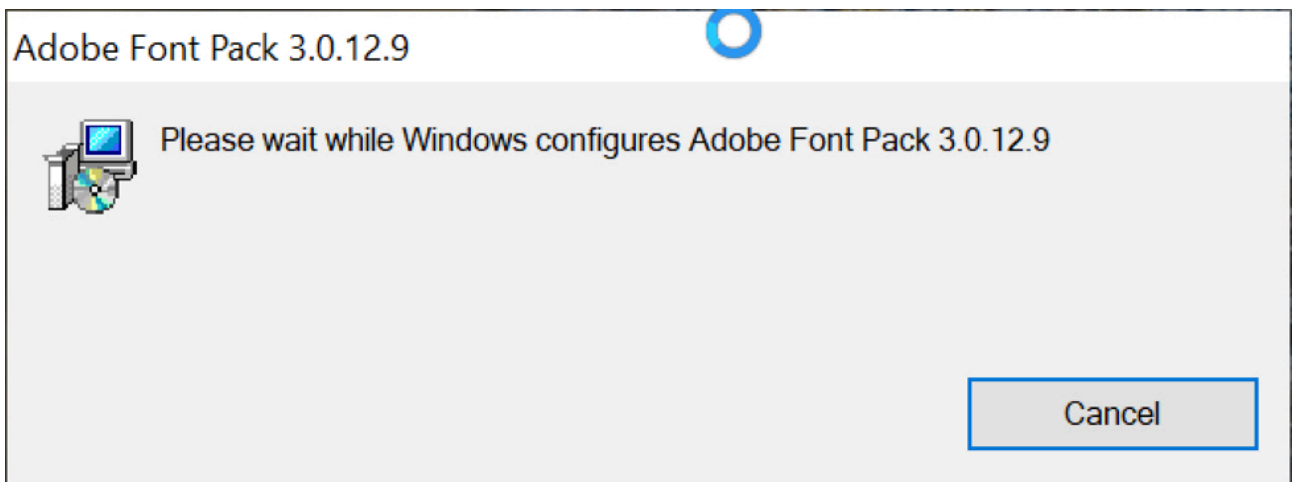 Adobe Font Pack 3.0.12.9
Please wait while Windows configures Adobe Font Pack 3.0.12.9
Cancel